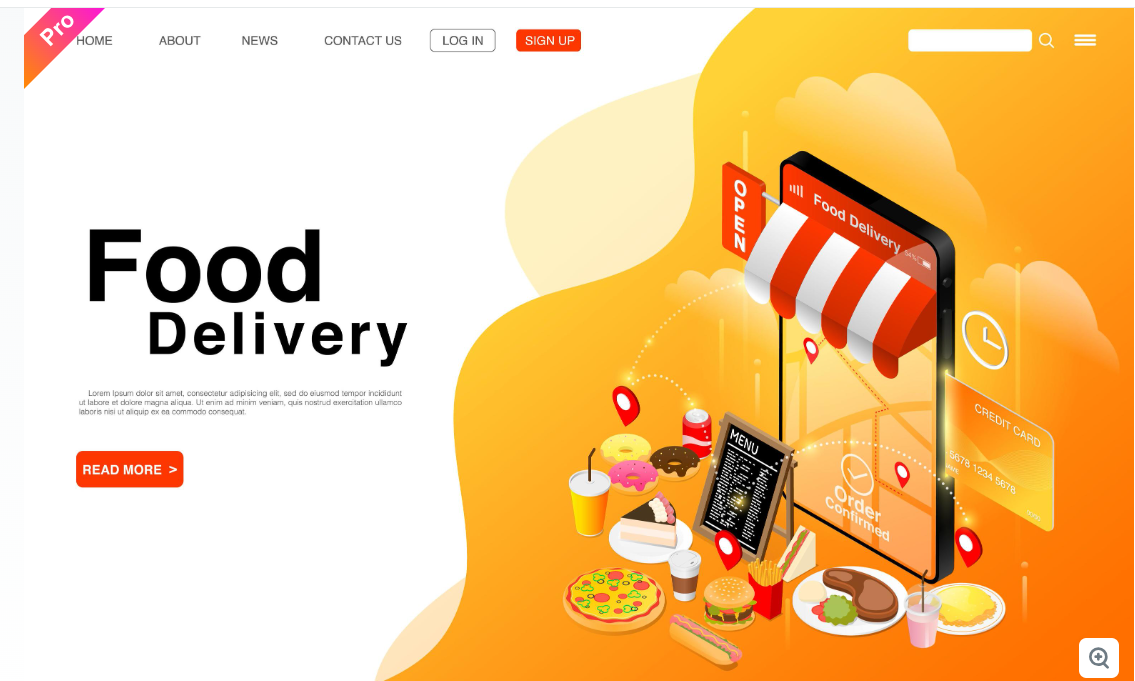 Pro
HOME ABOUT NEWS CONTACT US LOG IN SIGN UP
Food
Delivery
Lorem Ipsum dolor sit amet, consectetur adipisicing elit, sed do eiusmod tempor incididunt
ut labore et dolore magna aliqua. Ut enim ad minim veniam, quis nostrud exercitation ullamco
laboris nisi ut aliquip ex ea commodo consequat.
READ MORE >
OPEN
Food Delivery
MENU
Order
Confirmed
CREDIT CARD
5678 1234 5678